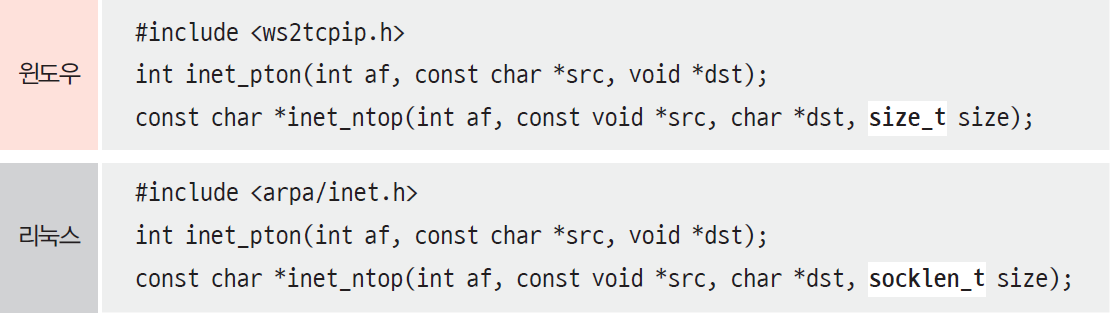 윈도우
#include <ws2tcpip.h>
int inet_pton(int af, const char *src, void *dst);
const char *inet_ntop(int af, const void *src, char *dst, size_t size);
리눅스
#include <arpa/inet.h>
int inet_pton(int af, const char *src, void *dst);
const char *inet_ntop(int af, const void *src, char *dst, socklen_t size);